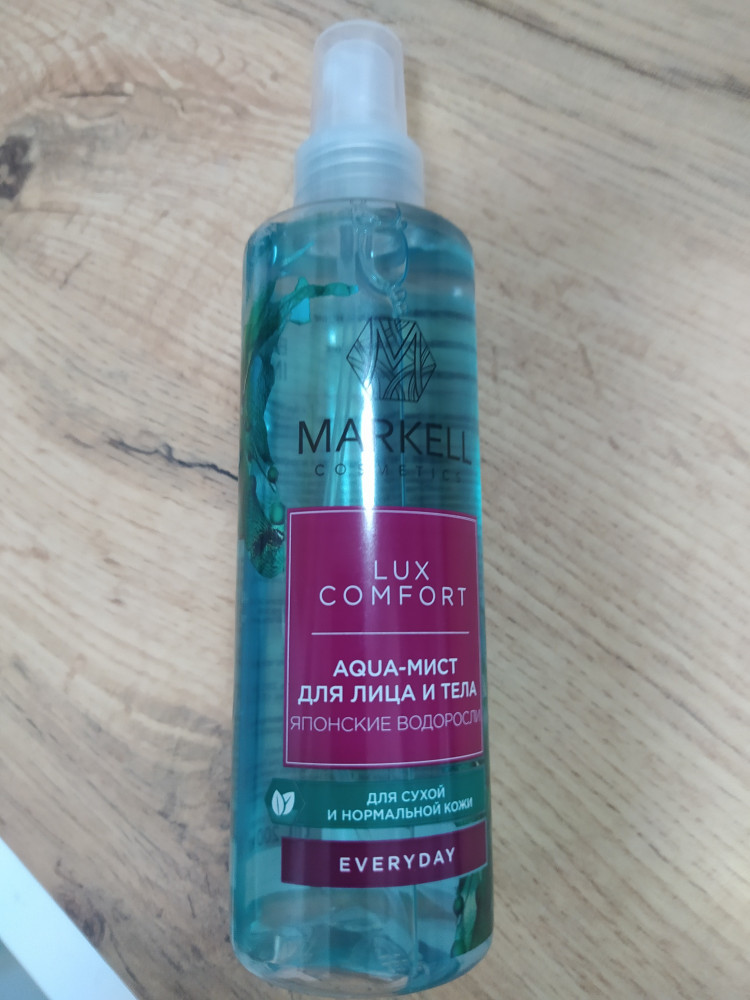 MARKELL
COSMETICS
LUX
COMFORT
AQUA-МИСТ
ДЛЯ ЛИЦА И ТЕЛА
ЯПОНСКИЕ ВОДОРОСЛИ
ДЛЯ СУХОЙ
И НОРМАЛЬНОЙ КОЖИ
EVERYDAY